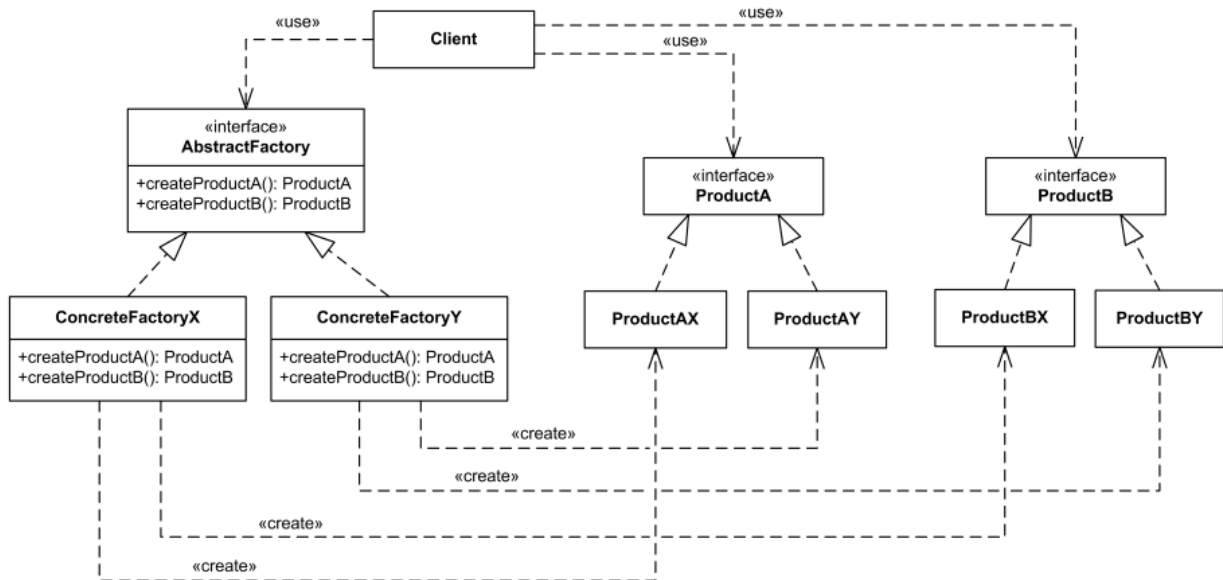 «use»
Client
«use»
«use»
«interface»
AbstractFactory
+createProductA(): ProductA
+createProductB(): ProductB
«interface»
ProductA
«interface»
ProductB
ConcreteFactoryX
+createProductA(): ProductA
+createProductB(): ProductB
ConcreteFactoryY
+createProductA(): ProductA
+createProductB(): ProductB
ProductAX
ProductAY
ProductBX
ProductBY
«create»
«create»
«create»
«create»